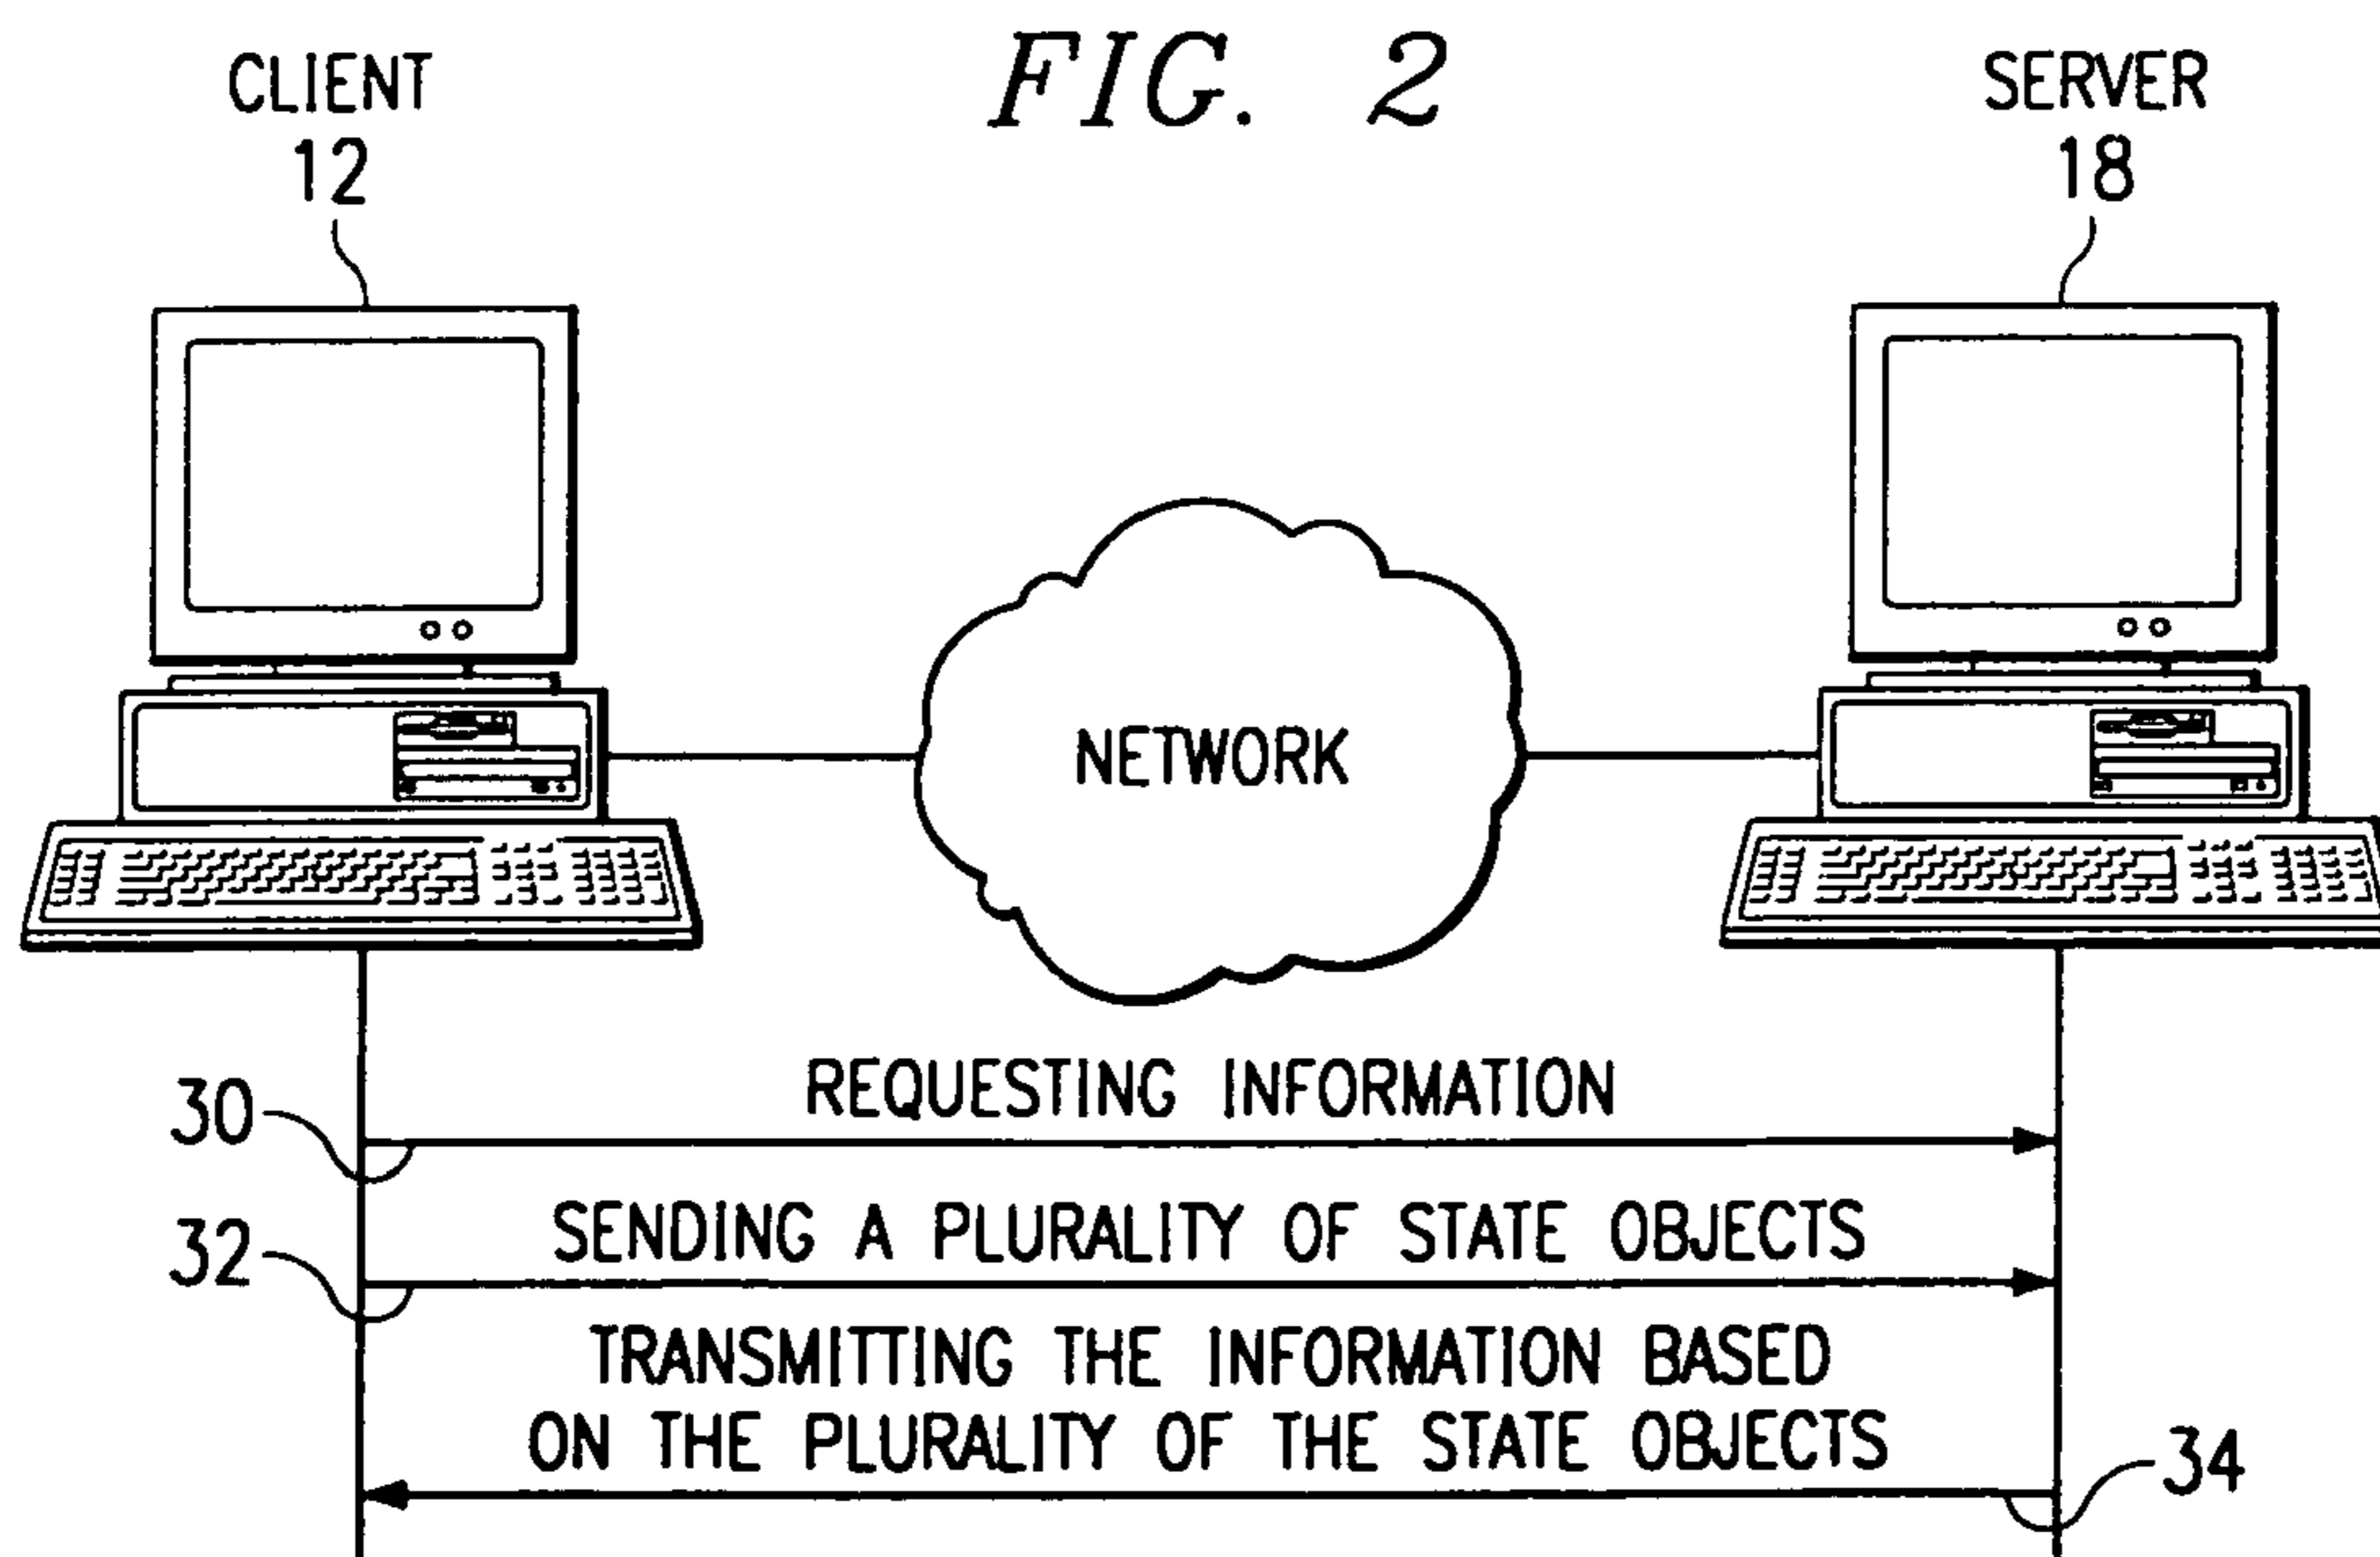 FIG. 2
CLIENT
12
SERVER
18
NETWORK
REQUESTING INFORMATION
30
SENDING A PLURALITY OF STATE OBJECTS
32
TRANSMITTING THE INFORMATION BASED
ON THE PLURALITY OF THE STATE OBJECTS
34